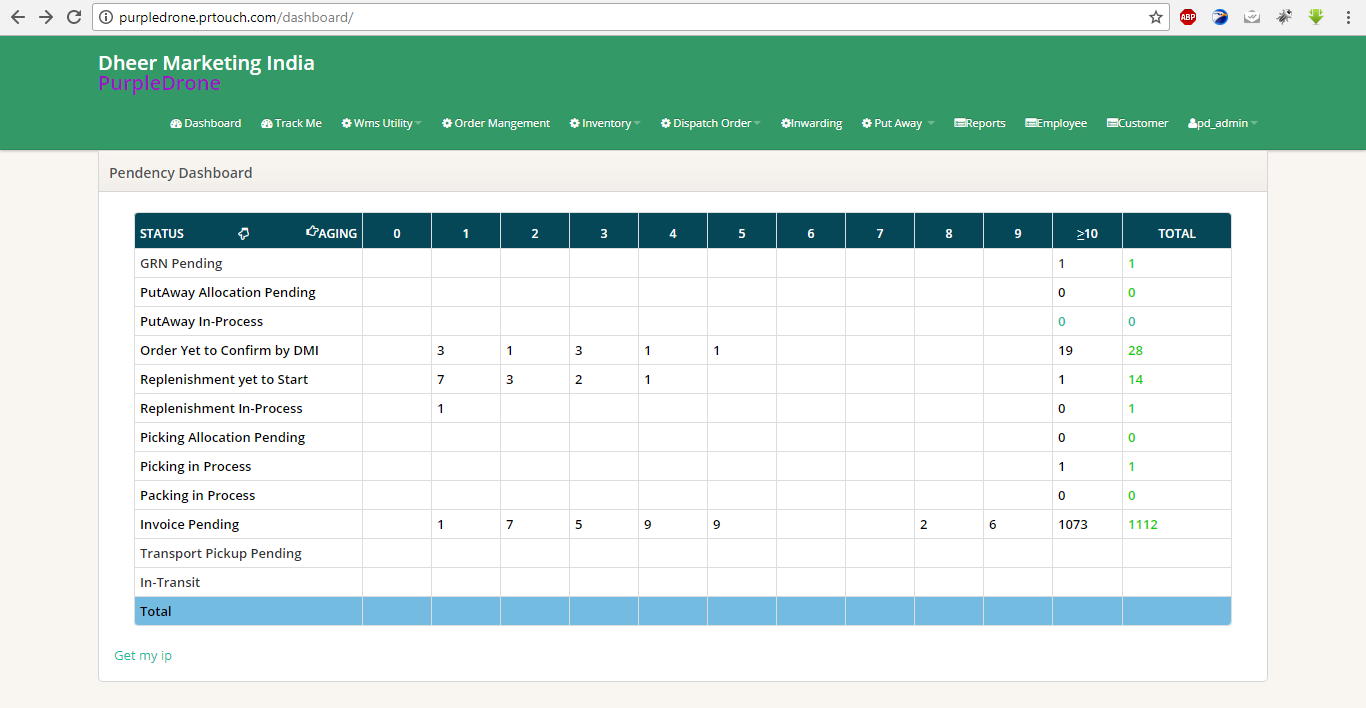 purpledrone.prtouch.com/dashboard/
ABP
Dheer Marketing India
PurpleDrone
Dashboard Track Me Wms Utility Order Mangement Inventory Dispatch Order Inwarding Put Away Reports Employee Customer pd_admin
Pendency Dashboard
STATUS AGING 0 1 2 3 4 5 6 7 8 9 ≥10 TOTAL
GRN Pending 1 1
PutAway Allocation Pending 0 0
PutAway In-Process 0 0
Order Yet to Confirm by DMI 3 1 3 1 1 19 28
Replenishment yet to Start 7 3 2 1 1 14
Replenishment In-Process 1 0 1
Picking Allocation Pending 0 0
Picking in Process 1 1
Packing in Process 0 0
Invoice Pending 1 7 5 9 9 2 6 1073 1112
Transport Pickup Pending
In-Transit
Total
Get my ip